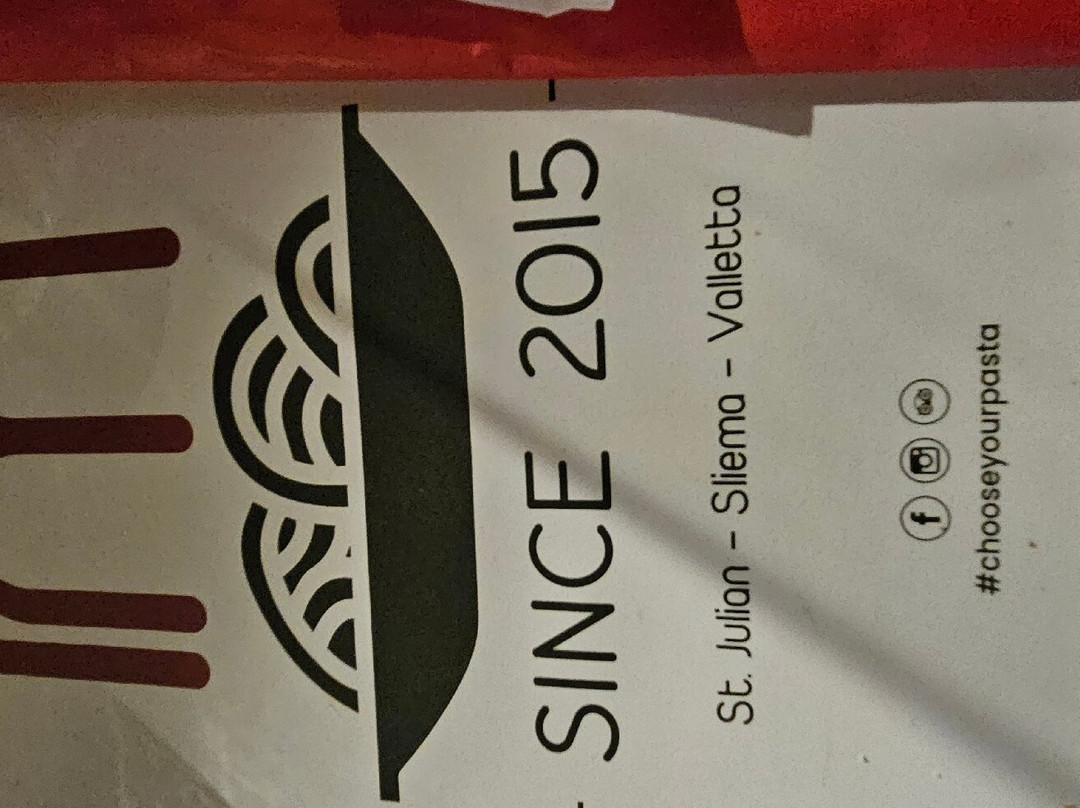 - SINCE 2015 -
St. Julian - Sliema - Valletta
f
#chooseyourpasta